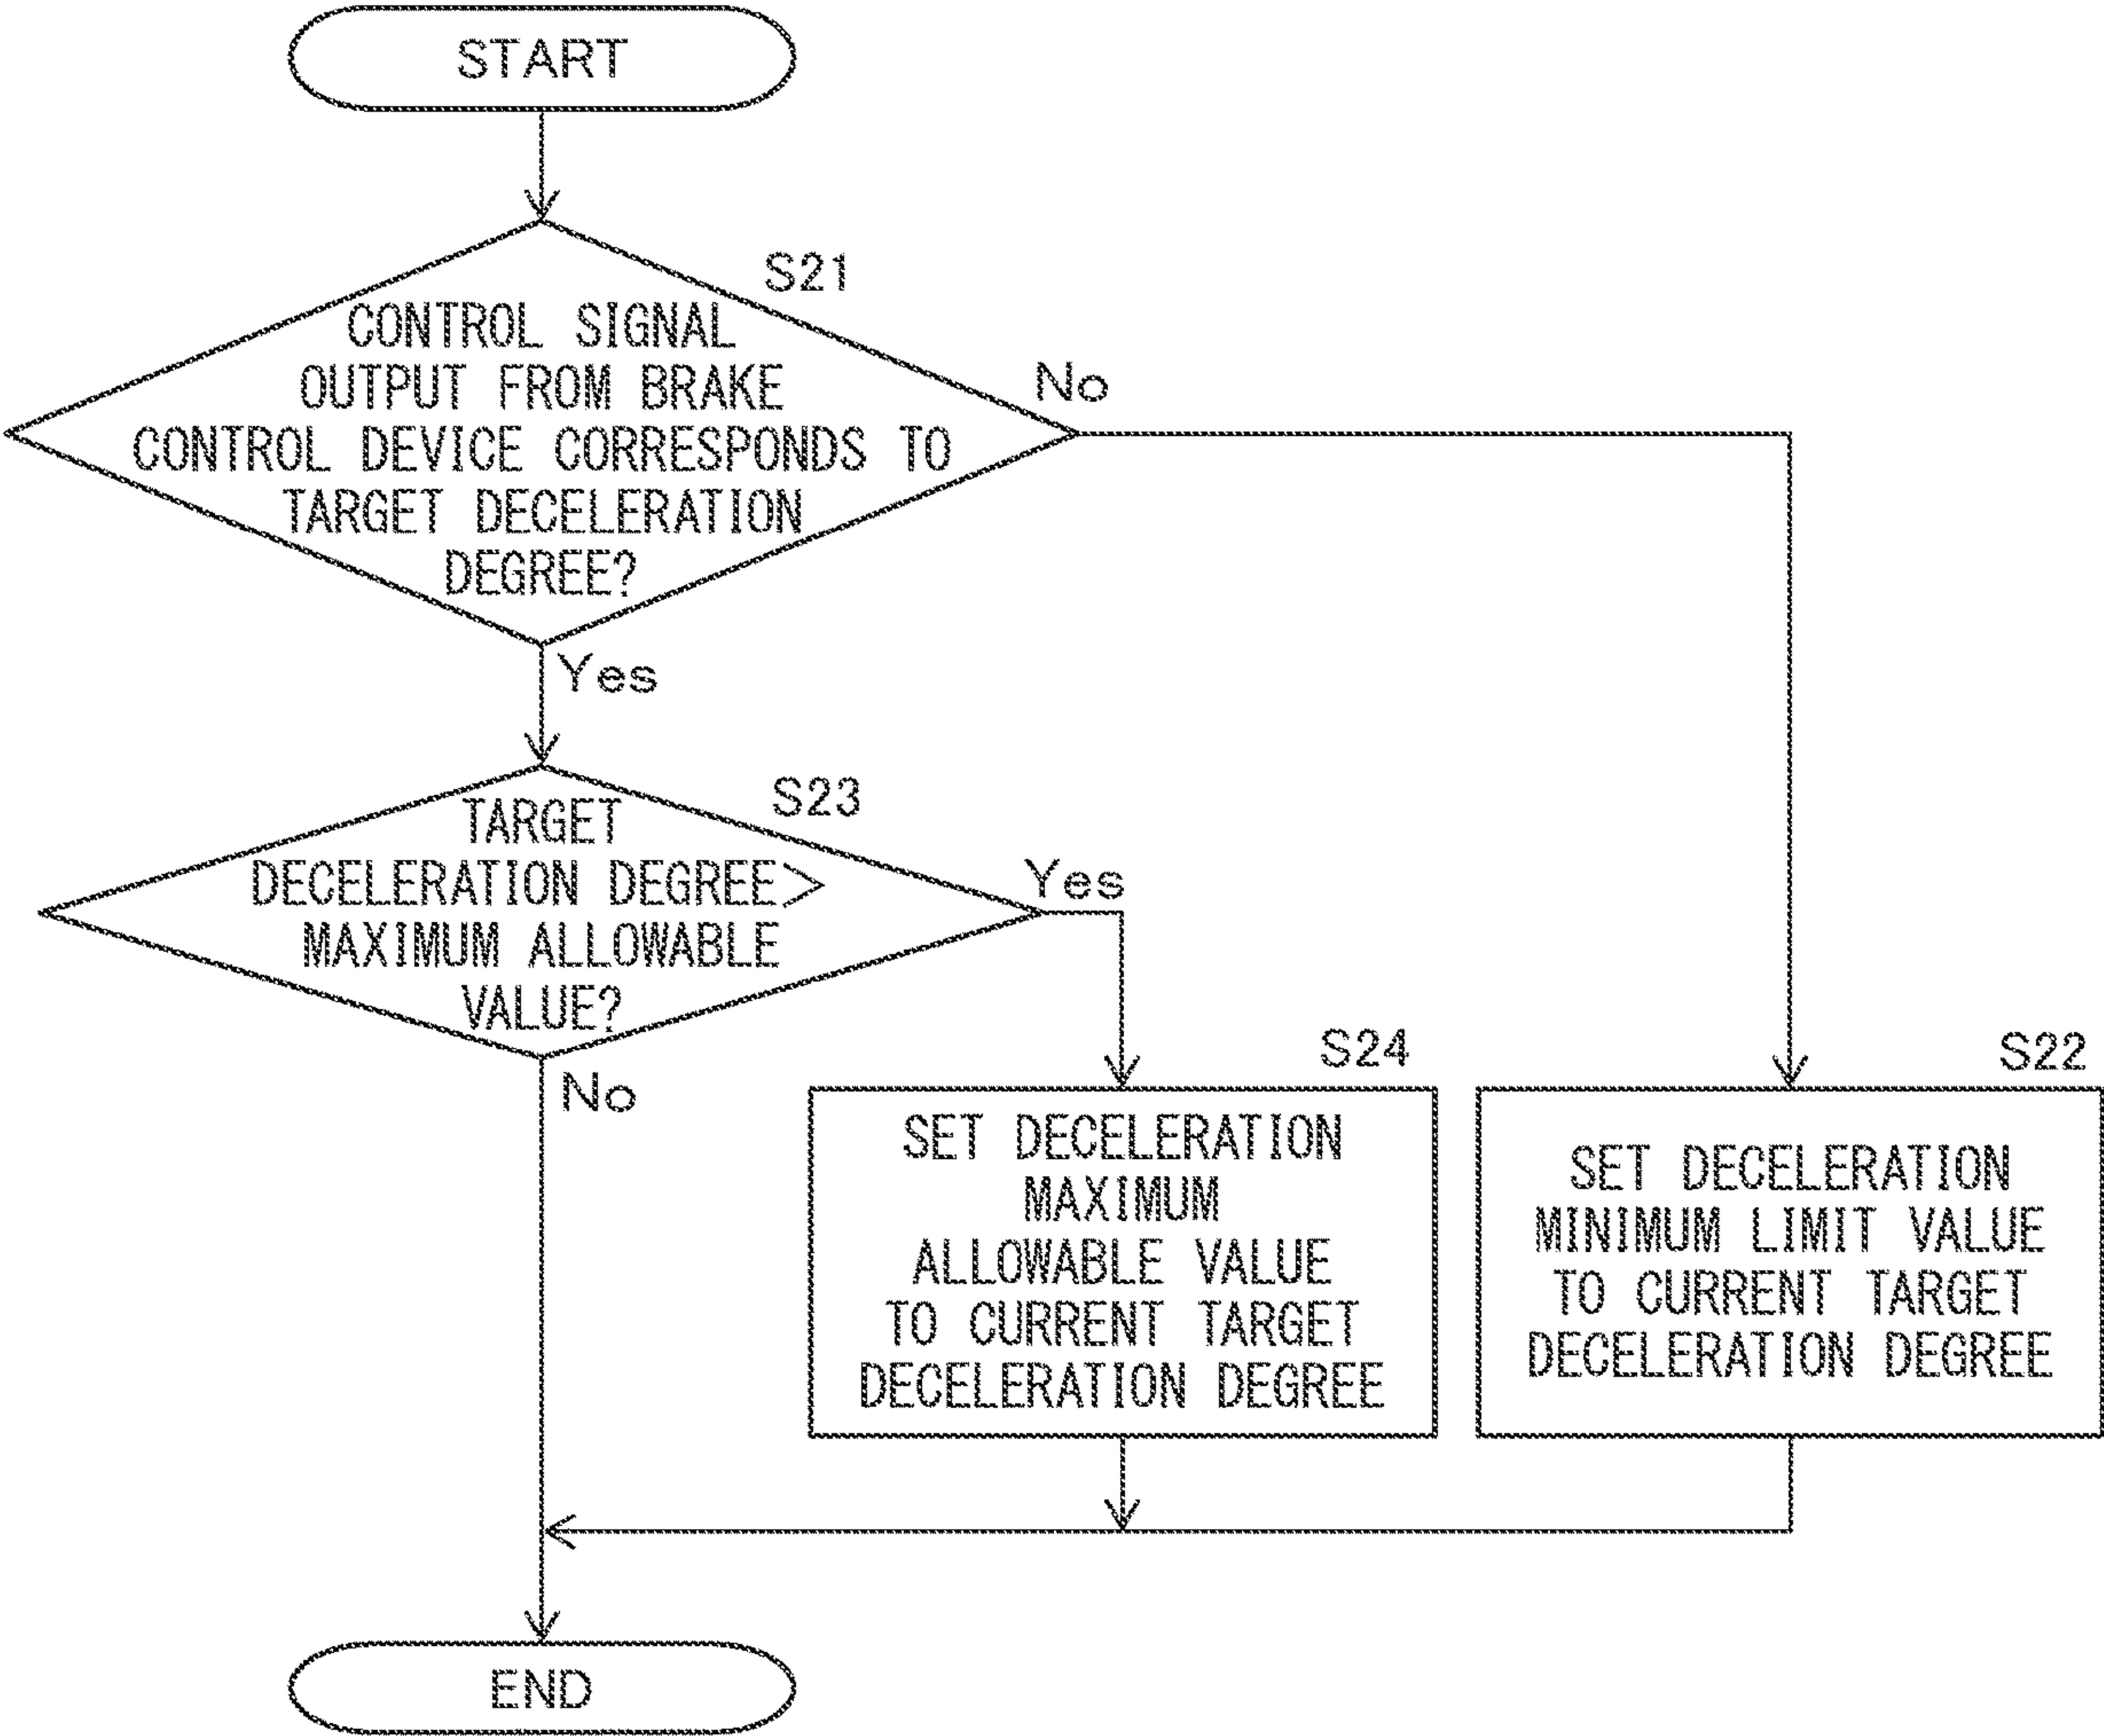 START
S21
CONTROL SIGNAL
OUTPUT FROM BRAKE
CONTROL DEVICE CORRESPONDS TO
TARGET DECELERATION
DEGREE?
No
Yes
S23
TARGET
DECELERATION DEGREE>
MAXIMUM ALLOWABLE
VALUE?
Yes
No
S24
SET DECELERATION
MAXIMUM
ALLOWABLE VALUE
TO CURRENT TARGET
DECELERATION DEGREE
S22
SET DECELERATION
MINIMUM LIMIT VALUE
TO CURRENT TARGET
DECELERATION DEGREE
END